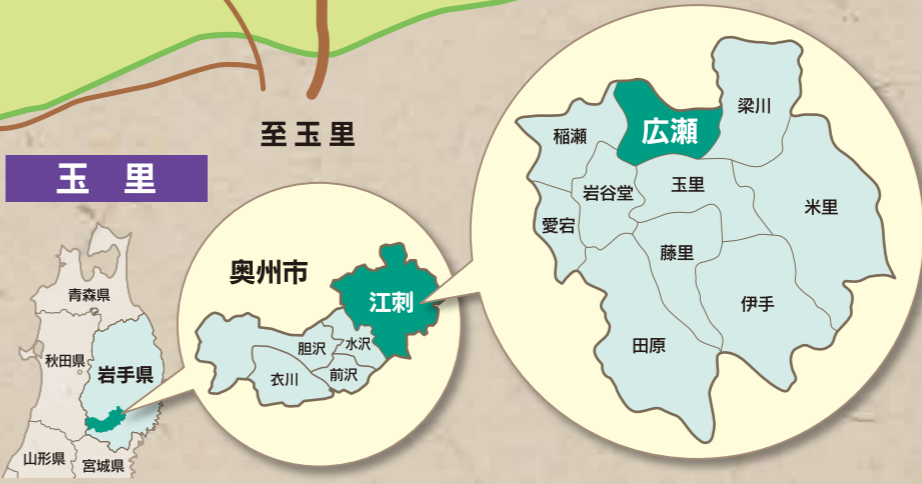 至玉里
玉里
青森県
秋田県
岩手県
山形県
宮城県
奥州市
江刺
胆沢
水沢
衣川
前沢
梁川
稲瀬
広瀬
岩谷堂
玉里
米里
愛宕
藤里
伊手
田原